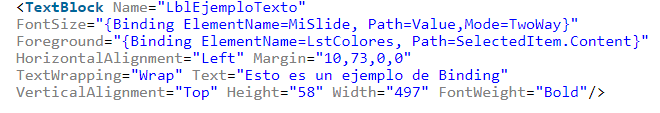 <TextBlock Name="LblEjemploTexto"
FontSize="{Binding ElementName=MiSlide, Path=Value,Mode=TwoWay}"
Foreground="{Binding ElementName=LstColores, Path=SelectedItem.Content}"
HorizontalAlignment="Left" Margin="10,73,0,0"
TextWrapping="Wrap" Text="Esto es un ejemplo de Binding"
VerticalAlignment="Top" Height="58" Width="497" FontWeight="Bold"/>